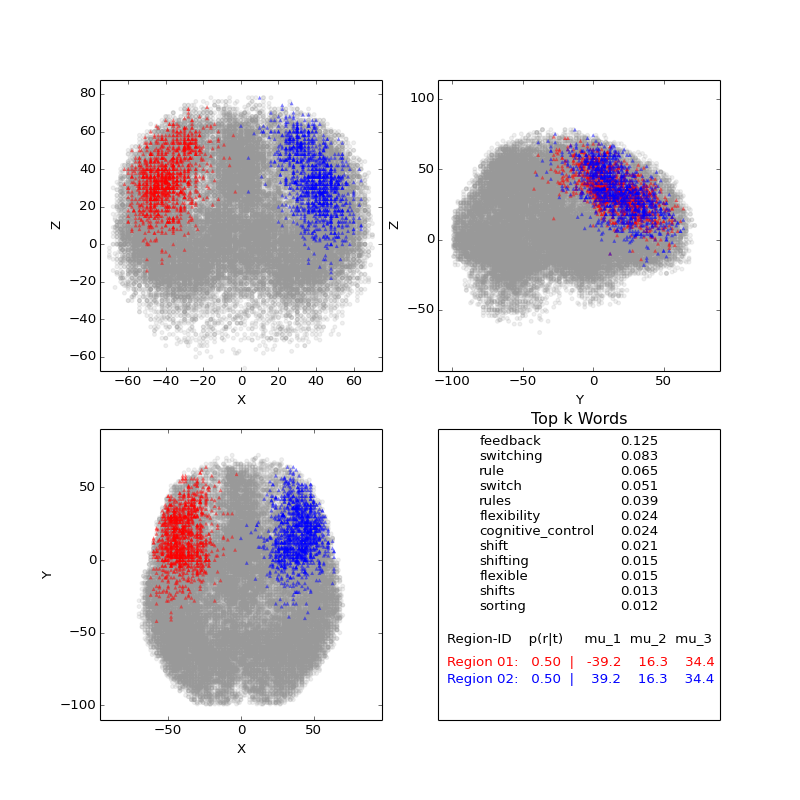 80
60
40
20
0
−20
−40
−60
Z
−60 −40 −20 0 20 40 60
X
100
50
0
−50
Z
−100 −50 0 50
Y
50
0
−50
−100
Y
−50 0 50
X
Top k Words
feedback 0.125
switching 0.083
rule 0.065
switch 0.051
rules 0.039
flexibility 0.024
cognitive_control 0.024
shift 0.021
shifting 0.015
flexible 0.015
shifts 0.013
sorting 0.012
Region-ID p(r|t) mu_1 mu_2 mu_3
Region 01: 0.50 | -39.2 16.3 34.4
Region 02: 0.50 | 39.2 16.3 34.4